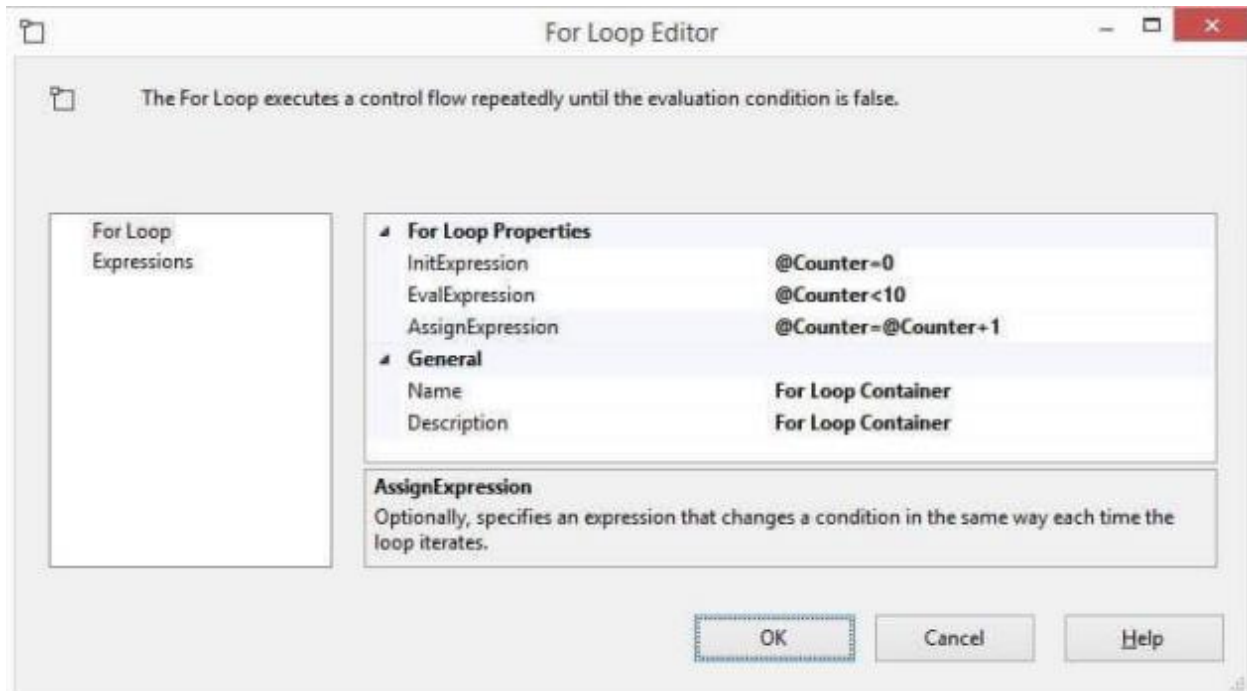 For Loop Editor
The For Loop executes a control flow repeatedly until the evaluation condition is false.
For Loop
Expressions
For Loop Properties
InitExpression @Counter=0
EvalExpression @Counter<10
AssignExpression @Counter=@Counter+1
General
Name For Loop Container
Description For Loop Container
AssignExpression
Optionally, specifies an expression that changes a condition in the same way each time the
loop iterates.
OK Cancel Help